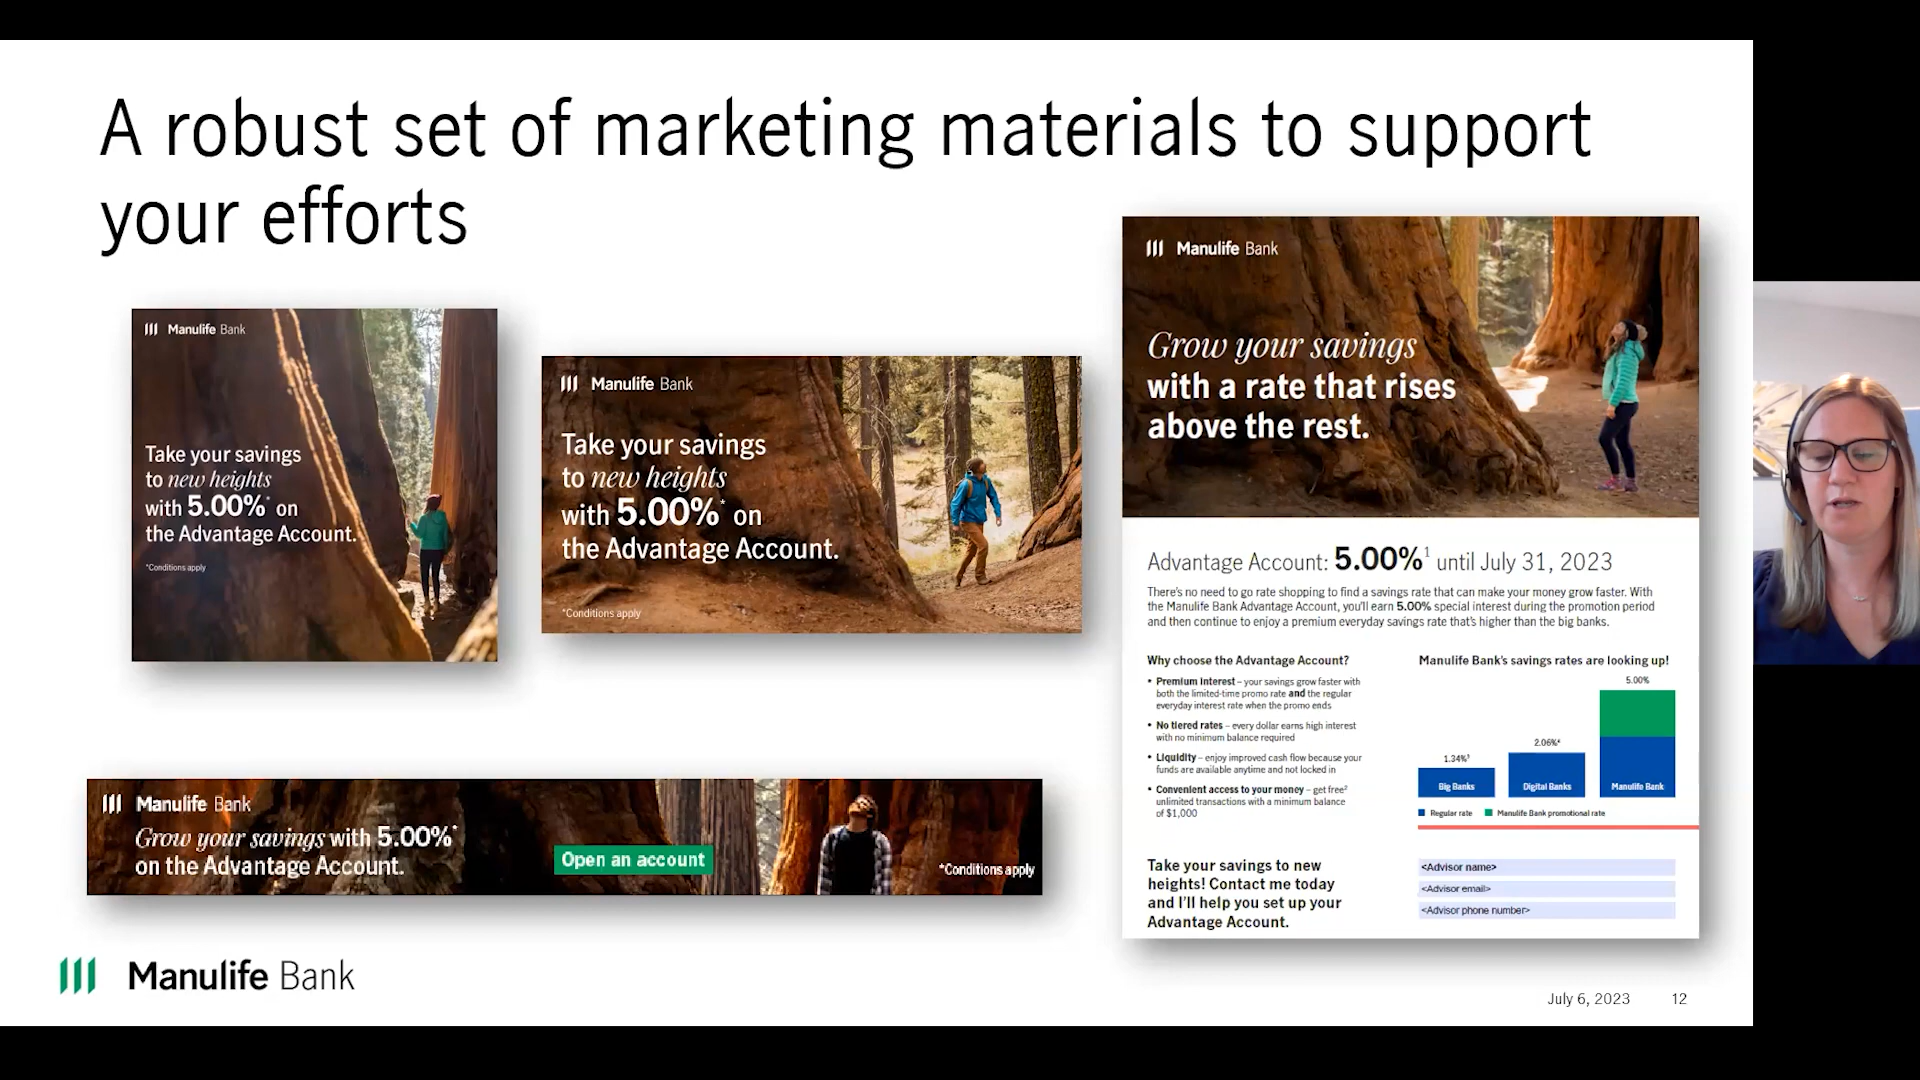 A robust set of marketing materials to support
your efforts
Manulife Bank
Take your savings
to new heights
with 5.00%* on
the Advantage Account.
*Conditions apply
Manulife Bank
Take your savings
to new heights
with 5.00%* on
the Advantage Account.
*Conditions apply
Manulife Bank
Grow your savings with 5.00%*
on the Advantage Account.
Open an account
*Conditions apply
Manulife Bank
Grow your savings
with a rate that rises
above the rest.
Advantage Account: 5.00%¹ until July 31, 2023
There's no need to go rate shopping to find a savings rate that can make your money grow faster. With
the Manulife Bank Advantage Account, you'll earn 5.00% special interest during the promotion period
and then continue to enjoy a premium everyday savings rate that's higher than the big banks.
Why choose the Advantage Account?
• Premium interest – your savings grow faster with
both the limited-time promo rate and the regular
everyday interest rate when the promo ends
• No tiered rates – every dollar earns high interest
with no minimum balance required
• Liquidity – enjoy improved cash flow because your
funds are available anytime and not locked in
• Convenient access to your money – get free²
unlimited transactions with a minimum balance
of $1,000
Manulife Bank's savings rates are looking up!
5.00%
2.06%⁴
1.34%³
Big Banks
Digital Banks
Manulife Bank
Regular rate
Manulife Bank promotional rate
Take your savings to new
heights! Contact me today
and I'll help you set up your
Advantage Account.
<Advisor name>
<Advisor email>
<Advisor phone number>
Manulife Bank
July 6, 2023
12